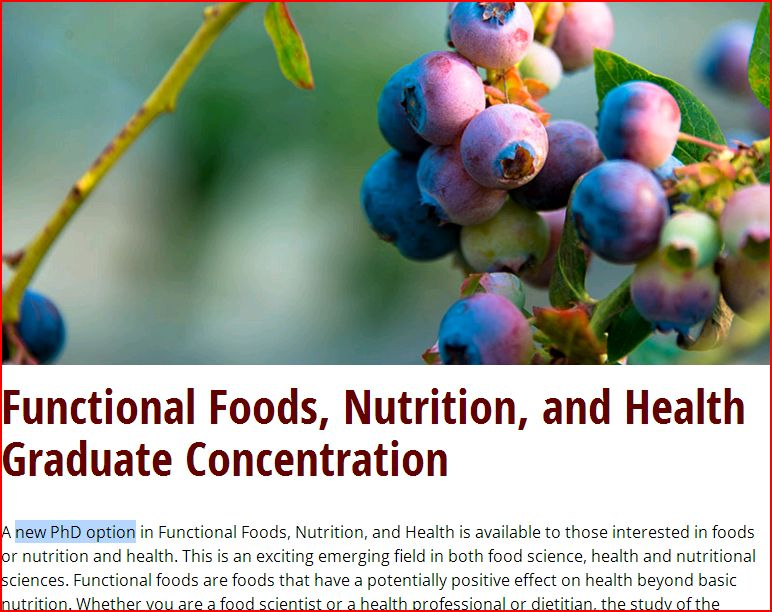 Functional Foods, Nutrition, and Health
Graduate Concentration
A new PhD option in Functional Foods, Nutrition, and Health is available to those interested in foods
or nutrition and health. This is an exciting emerging field in both food science, health and nutritional
sciences. Functional foods are foods that have a potentially positive effect on health beyond basic
nutrition. Whether you are a food scientist or a health professional or dietitian, the study of the